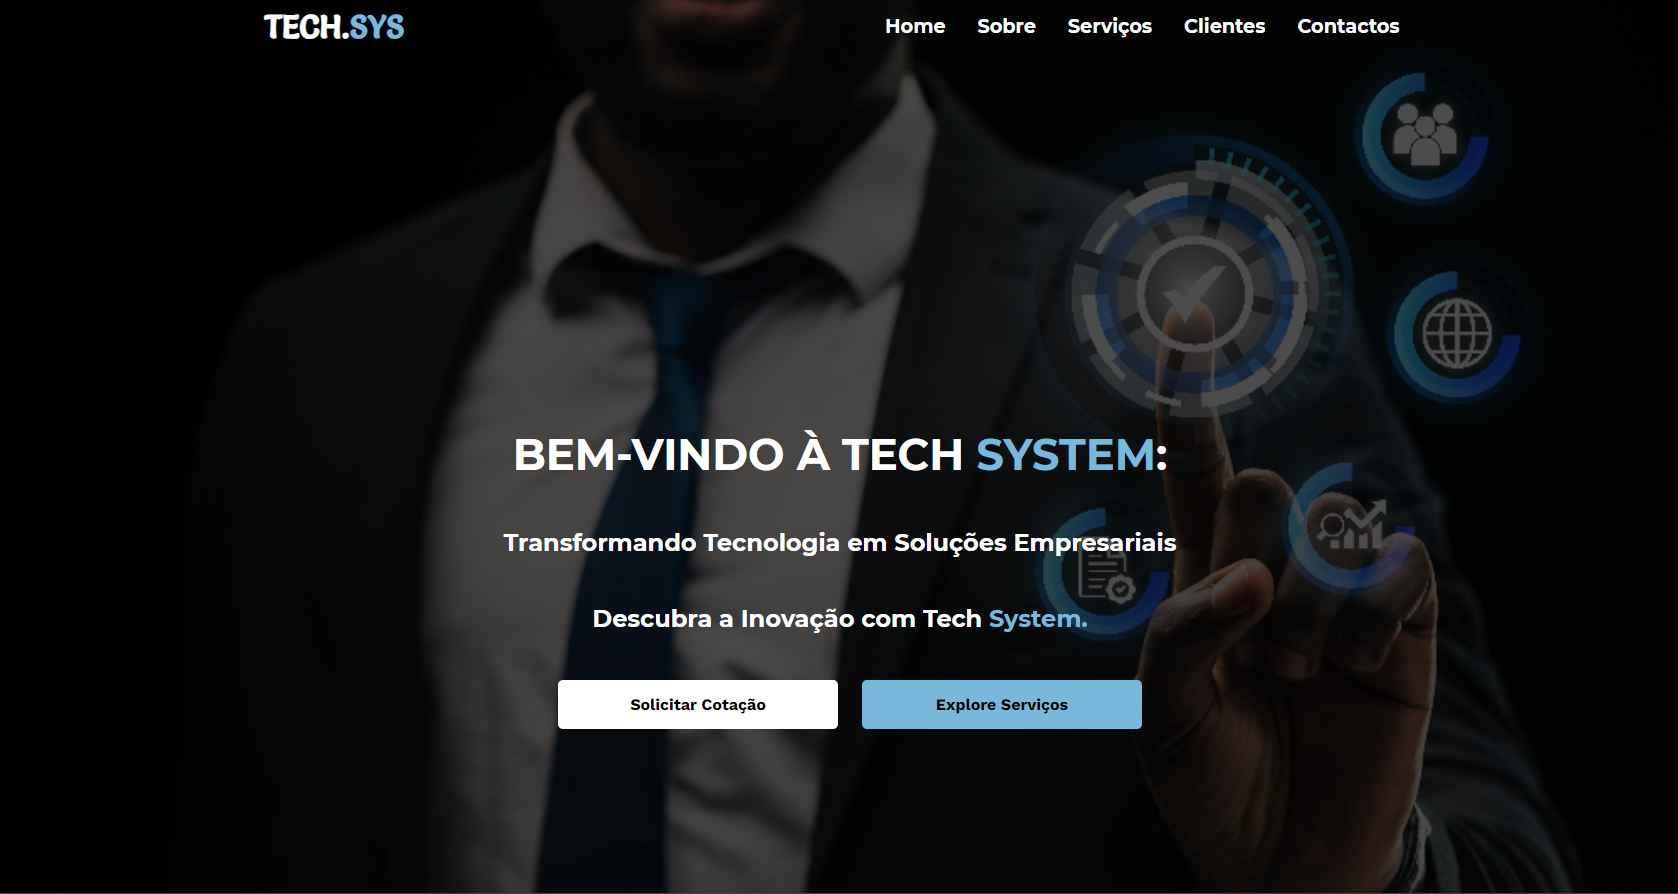 TECH.SYS
Home Sobre Serviços Clientes Contactos
BEM-VINDO À TECH SYSTEM:
Transformando Tecnologia em Soluções Empresariais
Descubra a Inovação com Tech System.
Solicitar Cotação
Explore Serviços